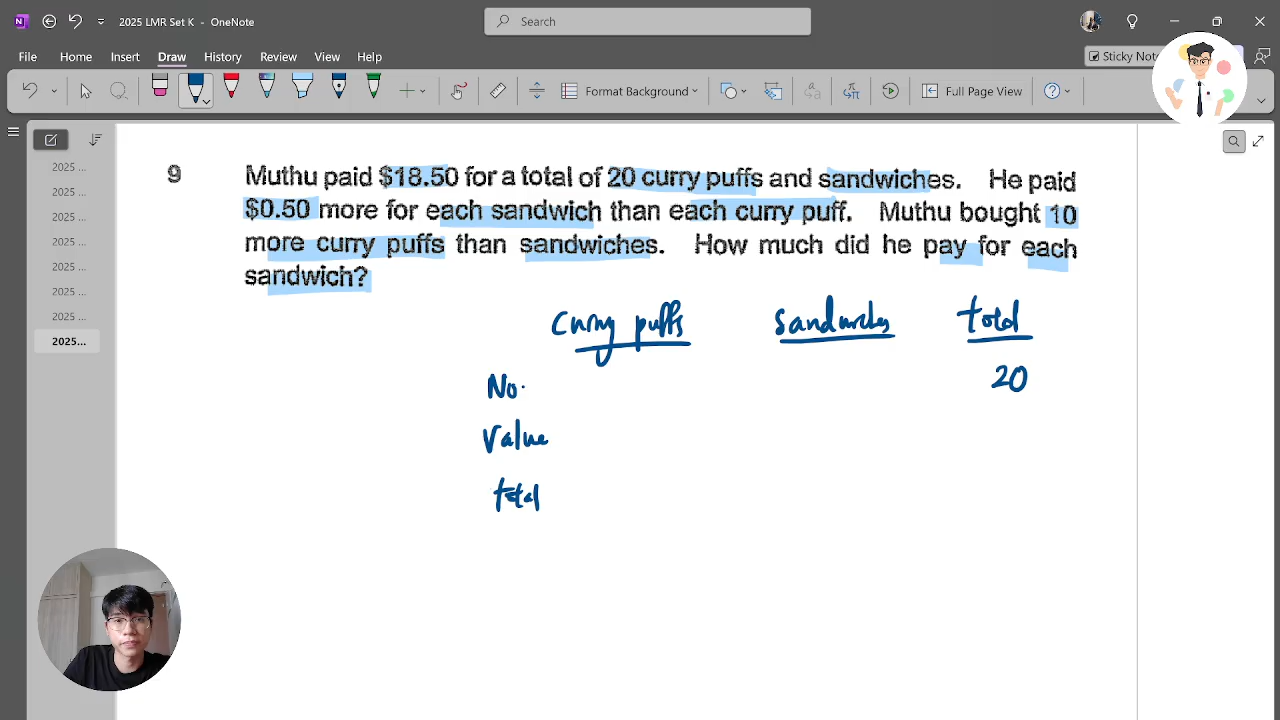 2025 LMR Set K - OneNote
Search
File Home Insert Draw History Review View Help
Sticky Note
Format Background
Full Page View
2025 ...
2025 ...
2025 ...
2025 ...
2025 ...
2025 ...
2025 ...
2025...
9 Muthu paid $18.50 for a total of 20 curry puffs and sandwiches. He paid
$0.50 more for each sandwich than each curry puff. Muthu bought 10
more curry puffs than sandwiches. How much did he pay for each
sandwich?
curry puffs sandwiches total
No. 20
Value
total